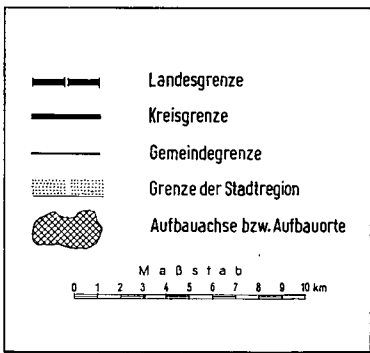 Landesgrenze
Kreisgrenze
Gemeindegrenze
Grenze der Stadtregion
Aufbauachse bzw. Aufbauorte
Maßstab
0 1 2 3 4 5 6 7 8 9 10 km